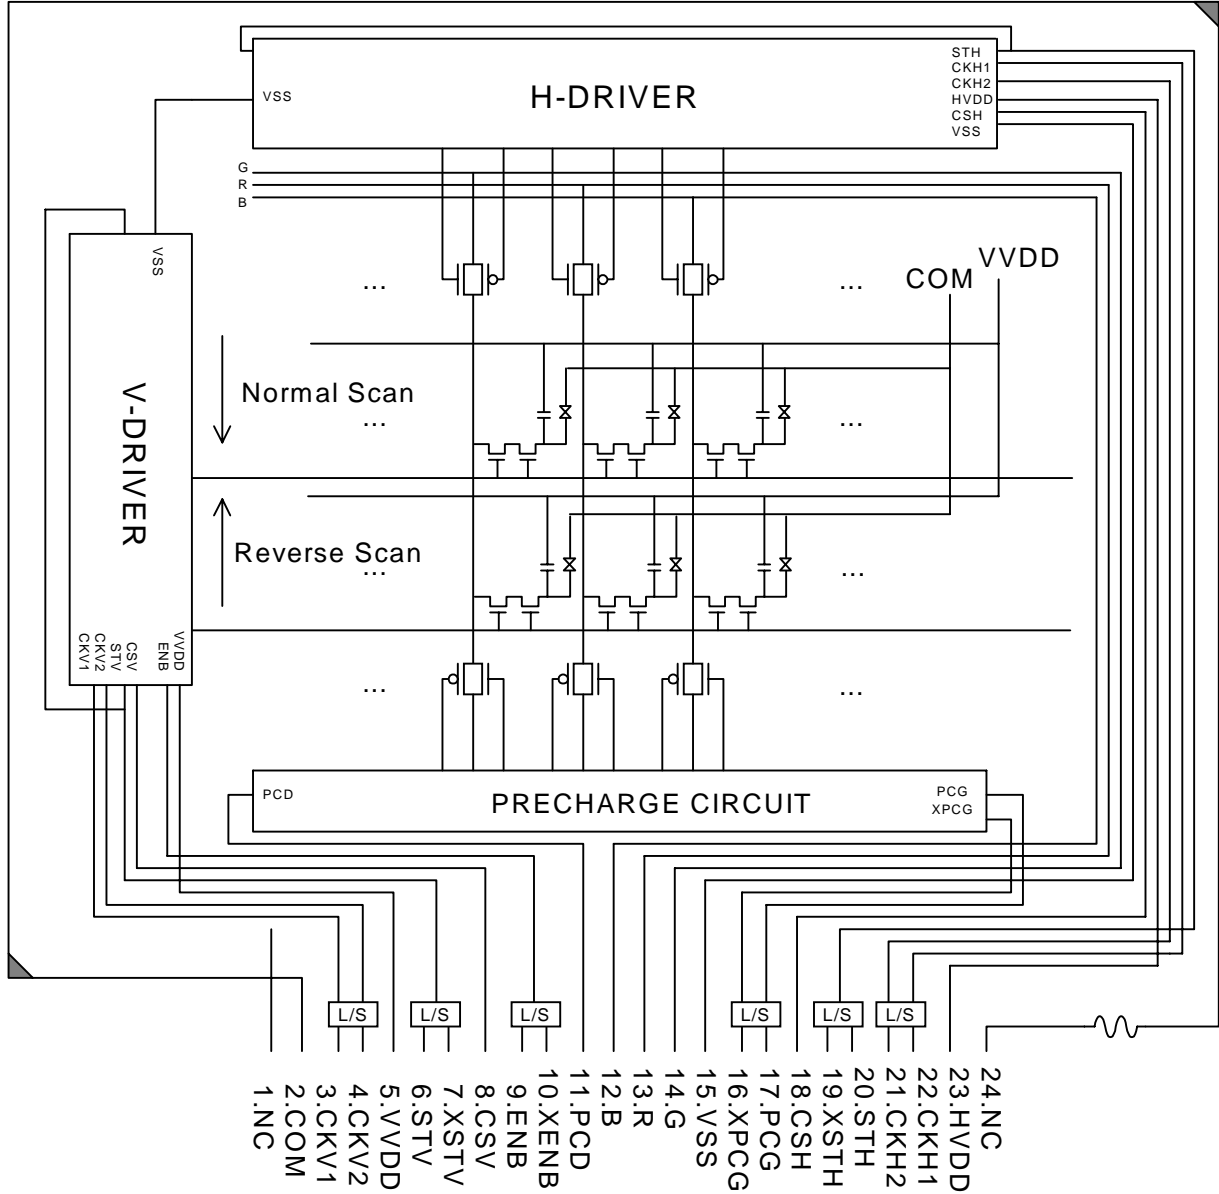 STH
CKH1
CKH2
HVDD
CSH
VSS
VSS
H-DRIVER
G
R
B
VSS
...
...
COM
VVDD
Normal Scan
...
...
V-DRIVER
Reverse Scan
...
...
CKV1
CKV2
STV
CSV
ENB
VVDD
...
...
PCD
PRECHARGE CIRCUIT
PCG
XPCG
L/S
L/S
L/S
L/S
L/S
L/S
1.NC
2.COM
3.CKV1
4.CKV2
5.VVDD
6.STV
7.XSTV
8.CSV
9.ENB
10.XENB
11.PCD
12.B
13.R
14.G
15.VSS
16.XPCG
17.PCG
18.CSH
19.XSTH
20.STH
21.CKH2
22.CKH1
23.HVDD
24.NC